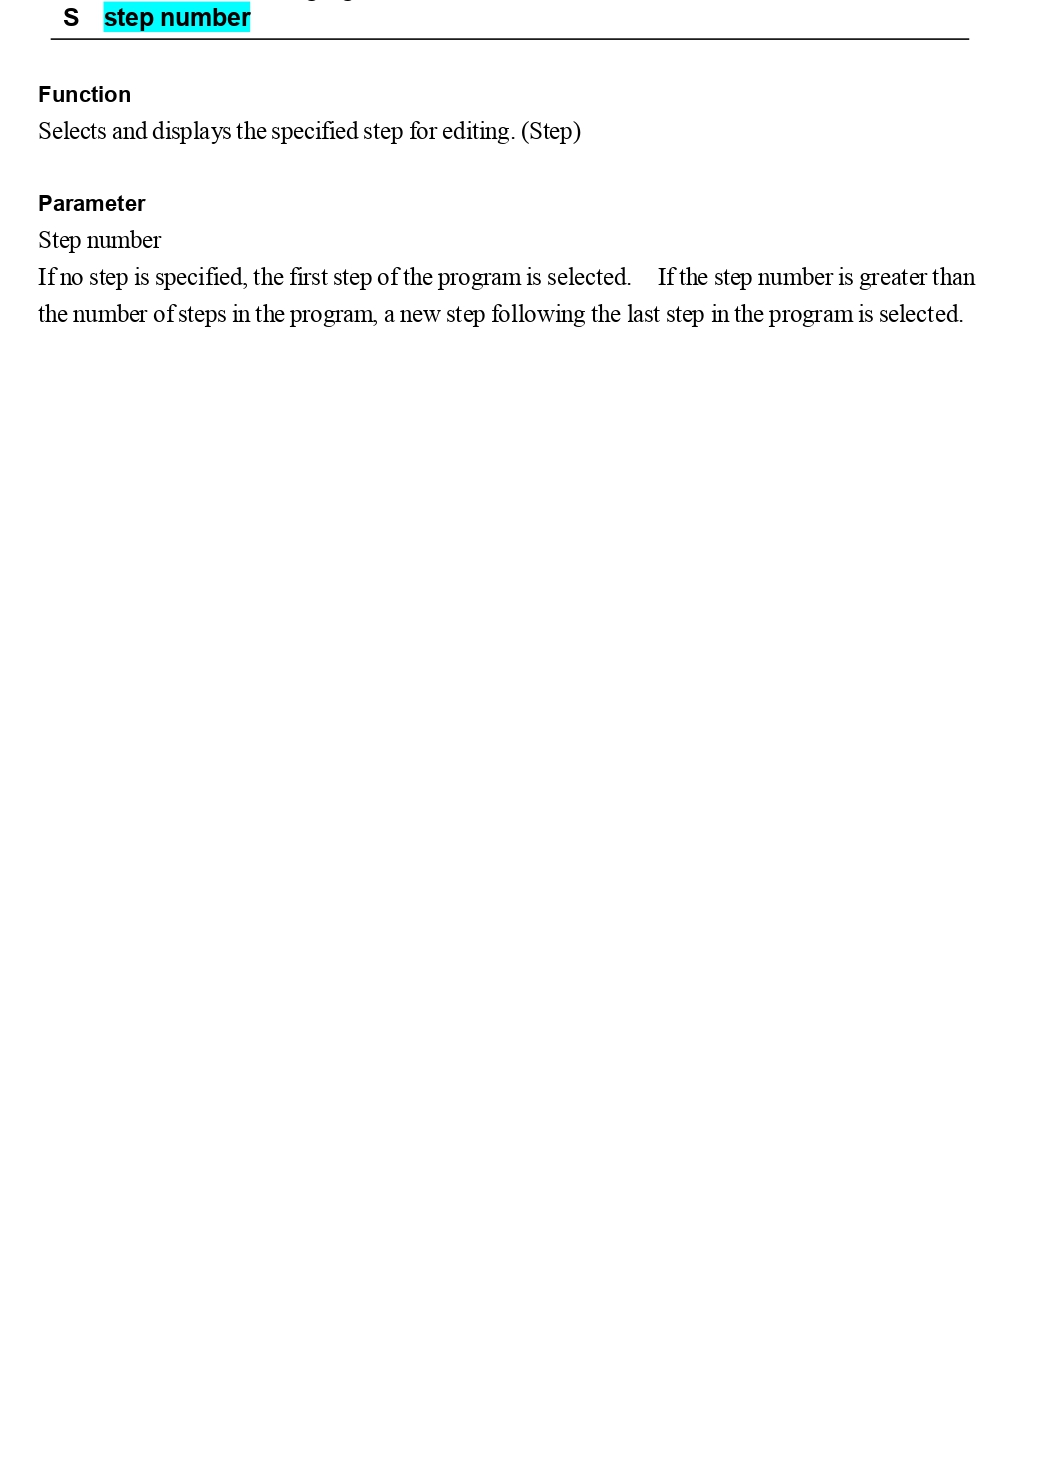 S step number
Function
Selects and displays the specified step for editing. (Step)
Parameter
Step number
If no step is specified, the first step of the program is selected. If the step number is greater than
the number of steps in the program, a new step following the last step in the program is selected.